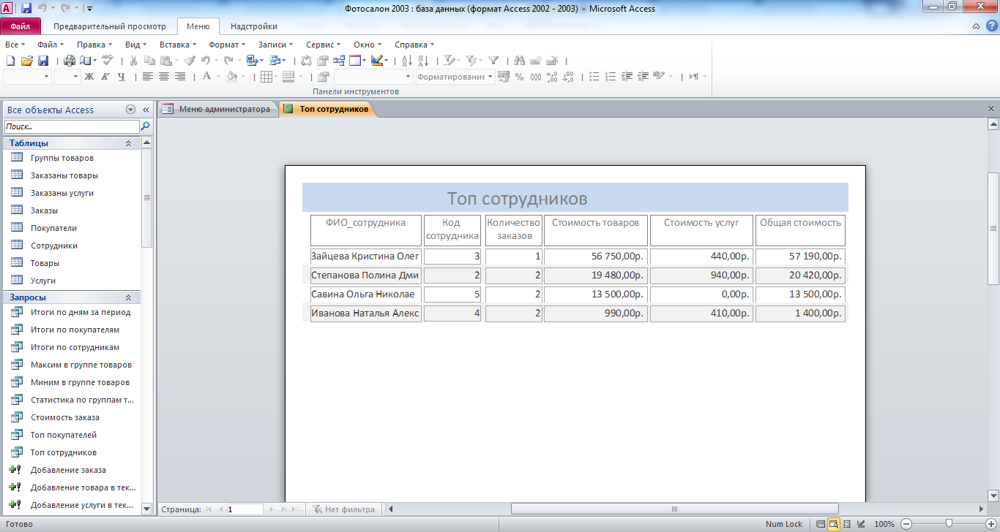 Фотосалон 2003 : база данных (формат Access 2002 - 2003) - Microsoft Access
Файл Предварительный просмотр Меню Надстройки
Все Файл Правка Вид Вставка Формат Записи Сервис Окно Справка
Ж К Ч Форматирование % 000
Панели инструментов
Все объекты Access
Меню администратора Топ сотрудников
Поиск...
Таблицы
Группы товаров
Заказаны товары
Заказаны услуги
Заказы
Покупатели
Сотрудники
Товары
Услуги
Запросы
Итоги по дням за период
Итоги по покупателям
Итоги по сотрудникам
Максим в группе товаров
Миним в группе товаров
Статистика по группам т...
Стоимость заказа
Топ покупателей
Топ сотрудников
Добавление заказа
Добавление товара в тек...
Добавление услуги в тек...
Топ сотрудников
ФИО_сотрудника Код сотрудника Количество заказов Стоимость товаров Стоимость услуг Общая стоимость
Зайцева Кристина Олег 3 1 56 750,00р. 440,00р. 57 190,00р.
Степанова Полина Дми 2 2 19 480,00р. 940,00р. 20 420,00р.
Савина Ольга Николае 5 2 13 500,00р. 0,00р. 13 500,00р.
Иванова Наталья Алекс 4 2 990,00р. 410,00р. 1 400,00р.
Страница: 1 Нет фильтра
Готово Num Lock 100%